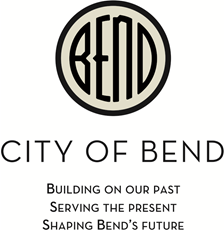 BEND
CITY OF BEND
BUILDING ON OUR PAST
SERVING THE PRESENT
SHAPING BEND'S FUTURE